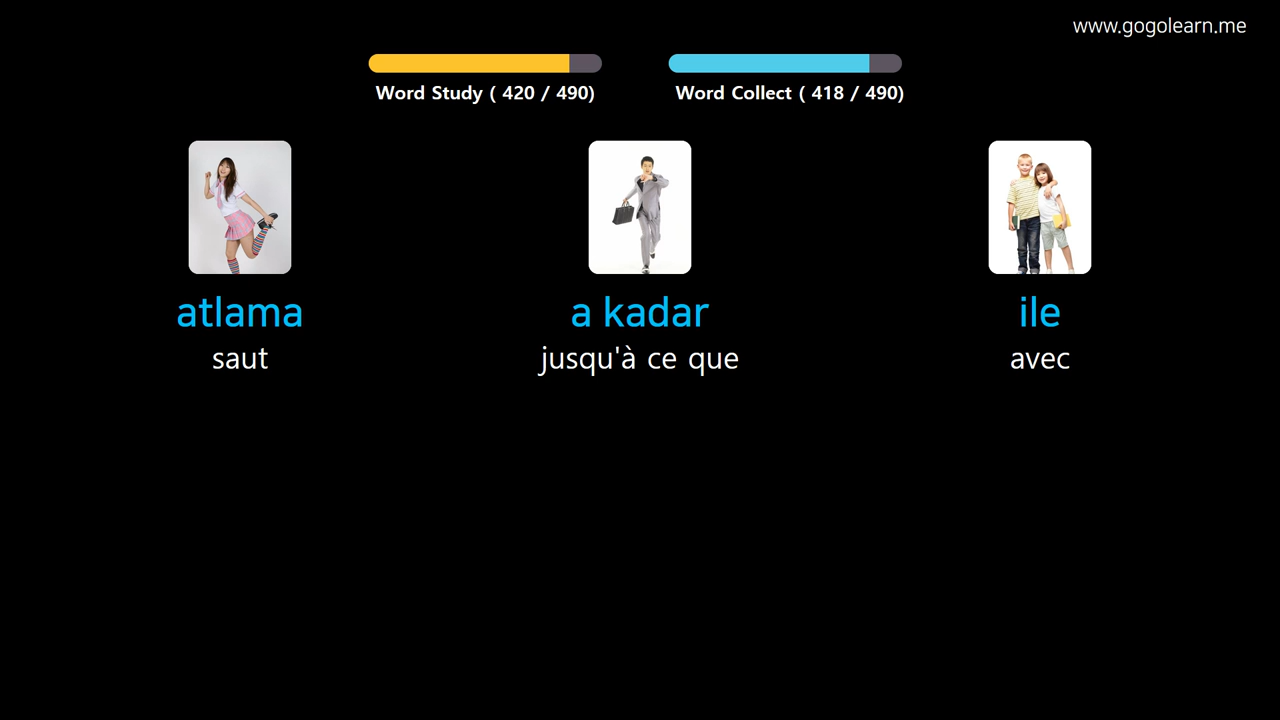 www.gogolearn.me
Word Study ( 420 / 490)
Word Collect ( 418 / 490)
atlama
saut
a kadar
jusqu'à ce que
ile
avec